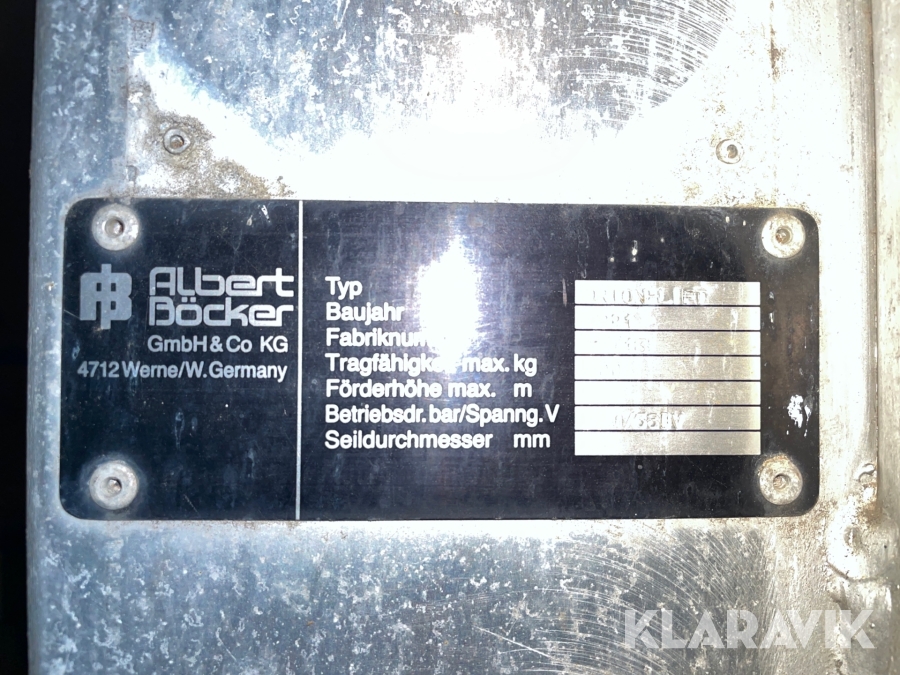 Albert
Böcker
GmbH & Co KG
4712 Werne/W. Germany
Typ
Baujahr
Tragfähigkeit max. kg
Förderhöhe max. m
Betriebsdr. bar/Spanng. V
Seildurchmesser mm
KLARAVIK